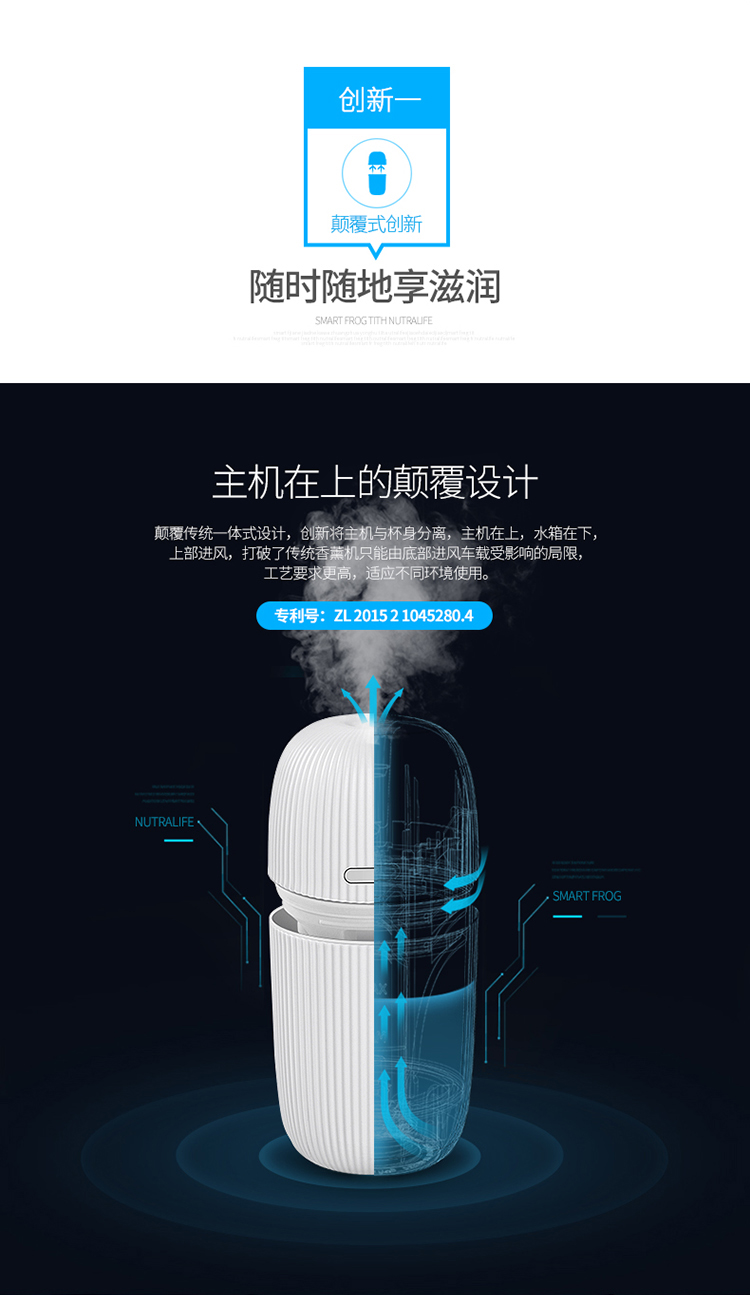 创新一
颠覆式创新
随时随地享滋润
SMART FROG TITH NUTRALIFE
主机在上的颠覆设计
颠覆传统一体式设计，创新将主机与杯身分离，主机在上，水箱在下，
上部进风，打破了传统香薰机只能由底部进风车载受影响的局限，
工艺要求更高，适应不同环境使用。
专利号：ZL 2015 2 1045280.4
NUTRALIFE
SMART FROG